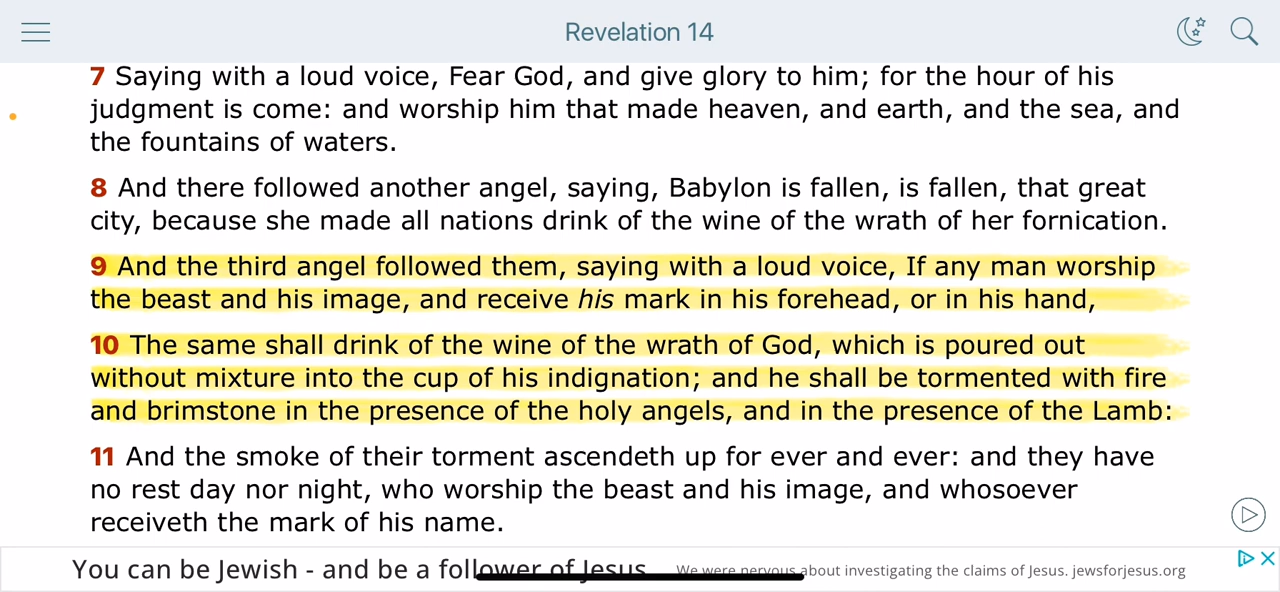 Revelation 14
7 Saying with a loud voice, Fear God, and give glory to him; for the hour of his
judgment is come: and worship him that made heaven, and earth, and the sea, and
the fountains of waters.
8 And there followed another angel, saying, Babylon is fallen, is fallen, that great
city, because she made all nations drink of the wine of the wrath of her fornication.
9 And the third angel followed them, saying with a loud voice, If any man worship
the beast and his image, and receive his mark in his forehead, or in his hand,
10 The same shall drink of the wine of the wrath of God, which is poured out
without mixture into the cup of his indignation; and he shall be tormented with fire
and brimstone in the presence of the holy angels, and in the presence of the Lamb:
11 And the smoke of their torment ascendeth up for ever and ever: and they have
no rest day nor night, who worship the beast and his image, and whosoever
receiveth the mark of his name.
You can be Jewish - and be a follower of Jesus We were nervous about investigating the claims of Jesus. jewsforjesus.org